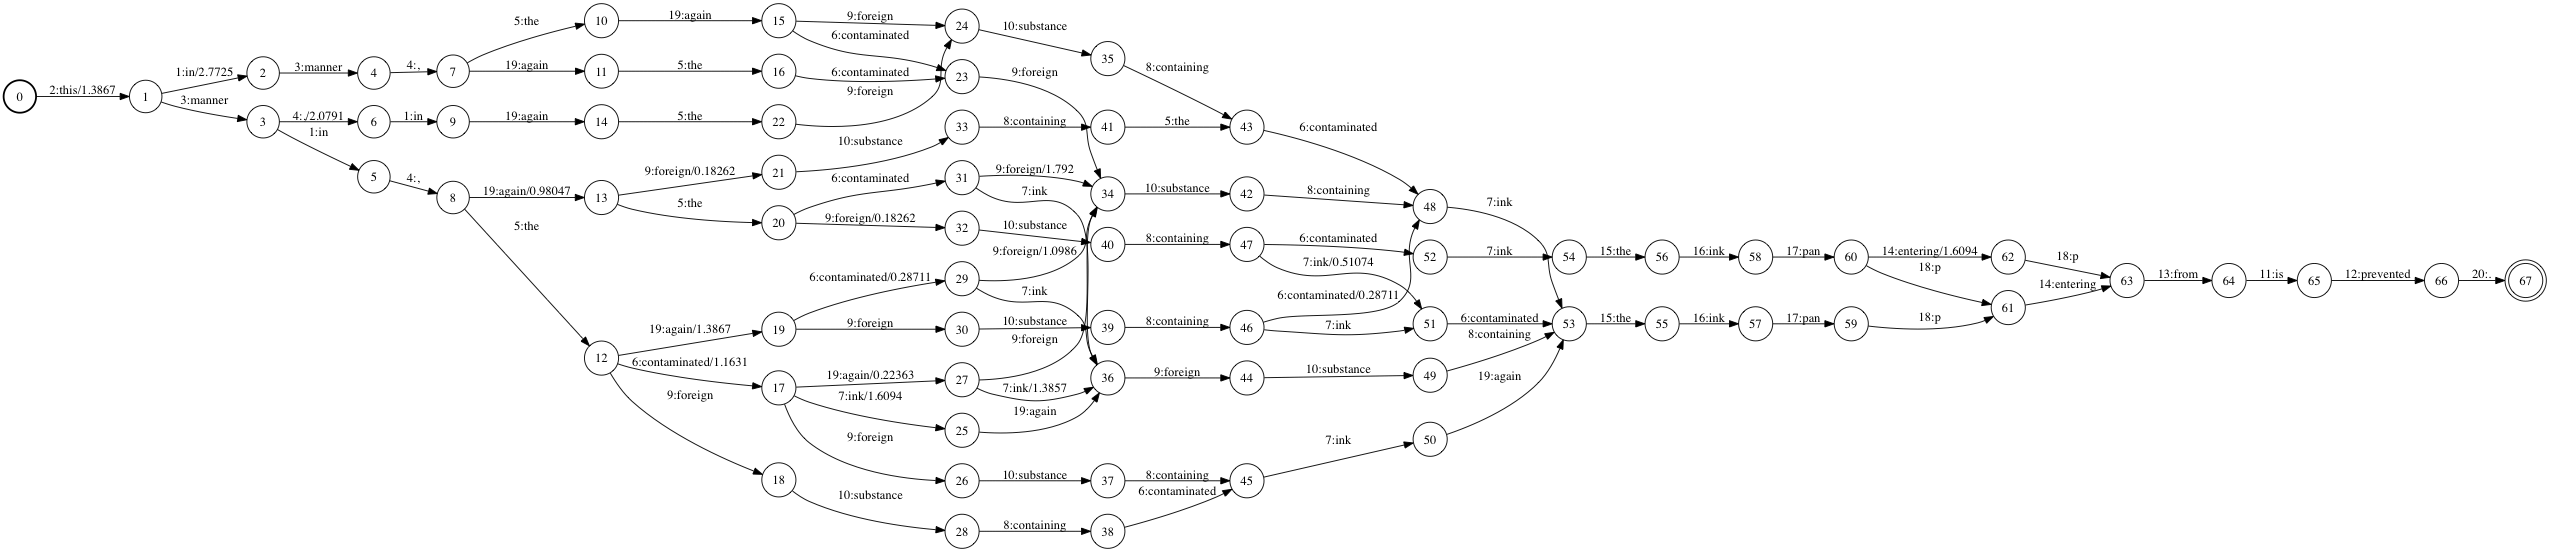 5:the 10 19:again 15 9:foreign 24 10:substance
6:contaminated 35
1:in/2.7725 2 3:manner 4 4:, 7 19:again 11 5:the 16 6:contaminated 23 9:foreign 8:containing
9:foreign
0 2:this/1.3867 1 3:manner
3 4:,/2.0791 6 1:in 9 19:again 14 5:the 22 33 8:containing 41 5:the 43 6:contaminated
1:in 10:substance
5 4:, 9:foreign/0.18262 21 6:contaminated 31 9:foreign/1.792
8 19:again/0.98047 13 5:the 7:ink 34 10:substance 42 8:containing 48 7:ink
20 9:foreign/0.18262 32 10:substance
5:the 9:foreign/1.0986 40 8:containing 47 6:contaminated 52 7:ink 54 15:the 56 16:ink 58 17:pan 60 14:entering/1.6094 62 18:p
7:ink/0.51074 18:p
6:contaminated/0.28711 29 7:ink 6:contaminated/0.28711 14:entering 63 13:from 64 11:is 65 12:prevented 66 20:. 67
19:again/1.3867 19 9:foreign 30 10:substance 39 8:containing 46 7:ink 51 6:contaminated 53 15:the 55 16:ink 57 17:pan 59 18:p 61
9:foreign 8:containing
12 6:contaminated/1.1631 17 19:again/0.22363 27 7:ink/1.3857 36 9:foreign 44 10:substance 49 19:again
9:foreign 7:ink/1.6094 25 19:again
9:foreign 7:ink 50
18 26 10:substance 37 8:containing 45
10:substance 6:contaminated
28 8:containing 38